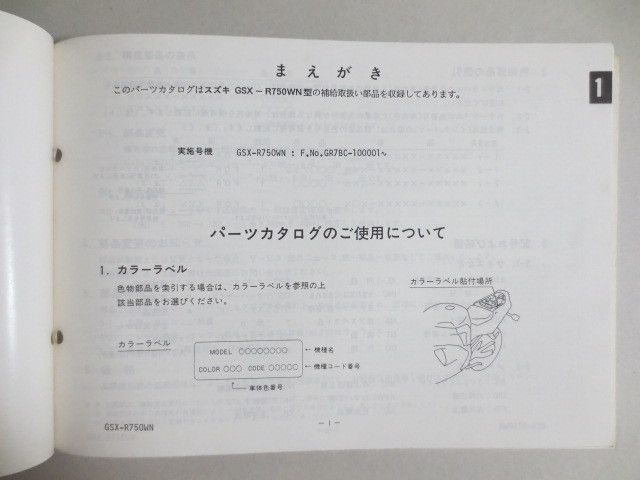 まえがき
このパーツカタログはスズキ GSX－R750WN型の補給取扱い部品を収録してあります。
1
実施号機 GSX-R750WN : F.No.GR7BC-100001～
パーツカタログのご使用について
1. カラーラベル
色物部品を索引する場合は、カラーラベルを参照の上
該当部品をお選びください。
カラーラベル貼付場所
カラーラベル
MODEL ○○○○○○○○ ←機種名
COLOR ○○○ CODE ○○○○○ ←機種コード番号
車体色番号
GSX-R750WN
－1－